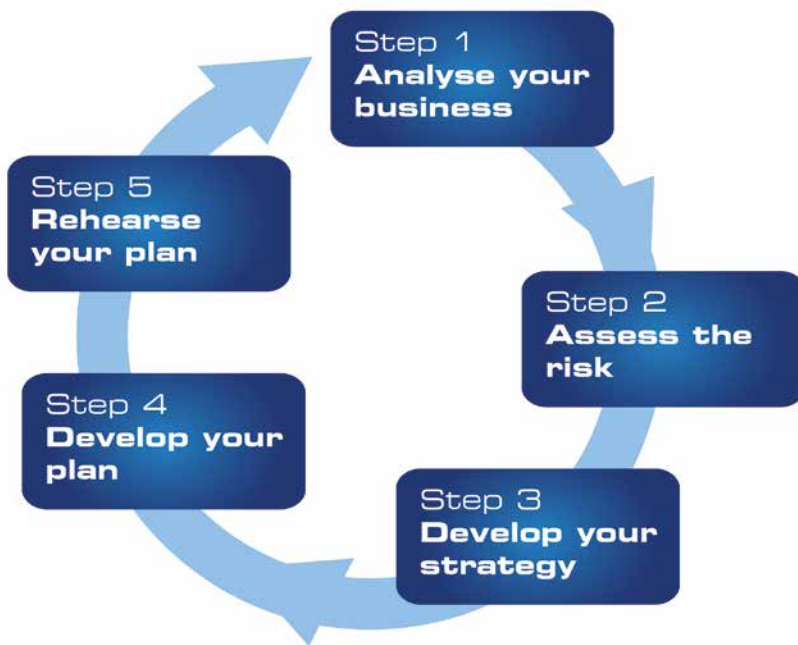 Step 1
Analyse your
business
Step 2
Assess the
risk
Step 3
Develop your
strategy
Step 4
Develop your
plan
Step 5
Rehearse
your plan